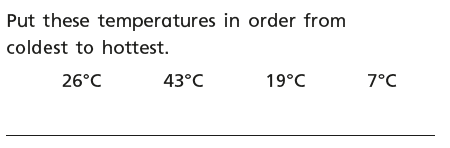 Put these temperatures in order from
coldest to hottest.
26°C 43°C 19°C 7°C